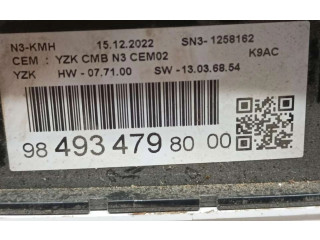 N3-KMH 15.12.2022 SN3- 1258162
CEM : YZK CMB N3 CEM02 K9AC
YZK HW - 07.71.00 SW - 13.03.68.54
98 493 479 80 00